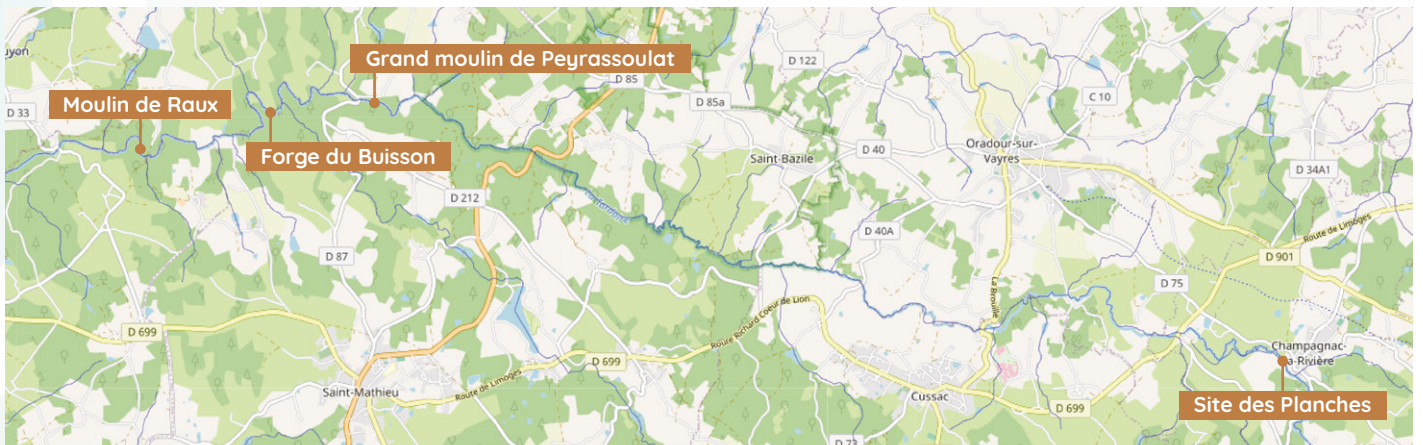 uyon
Grand moulin de Peyrassoulat
D 122
D 85
Moulin de Raux
D 33
D 85a
C 10
Forge du Buisson
Saint-Bazile
D 40
Oradour-sur-
Vayres
D 34A1
D 212
D 40A
Route de Limoges
D 87
D 901
La Brouille
D 75
Route Richard Coeur de Lion
D 699
Champagnac-
la-Rivière
D 699
Saint-Mathieu
Route de Limoges
Cussac
D 699
Site des Planches
D 73